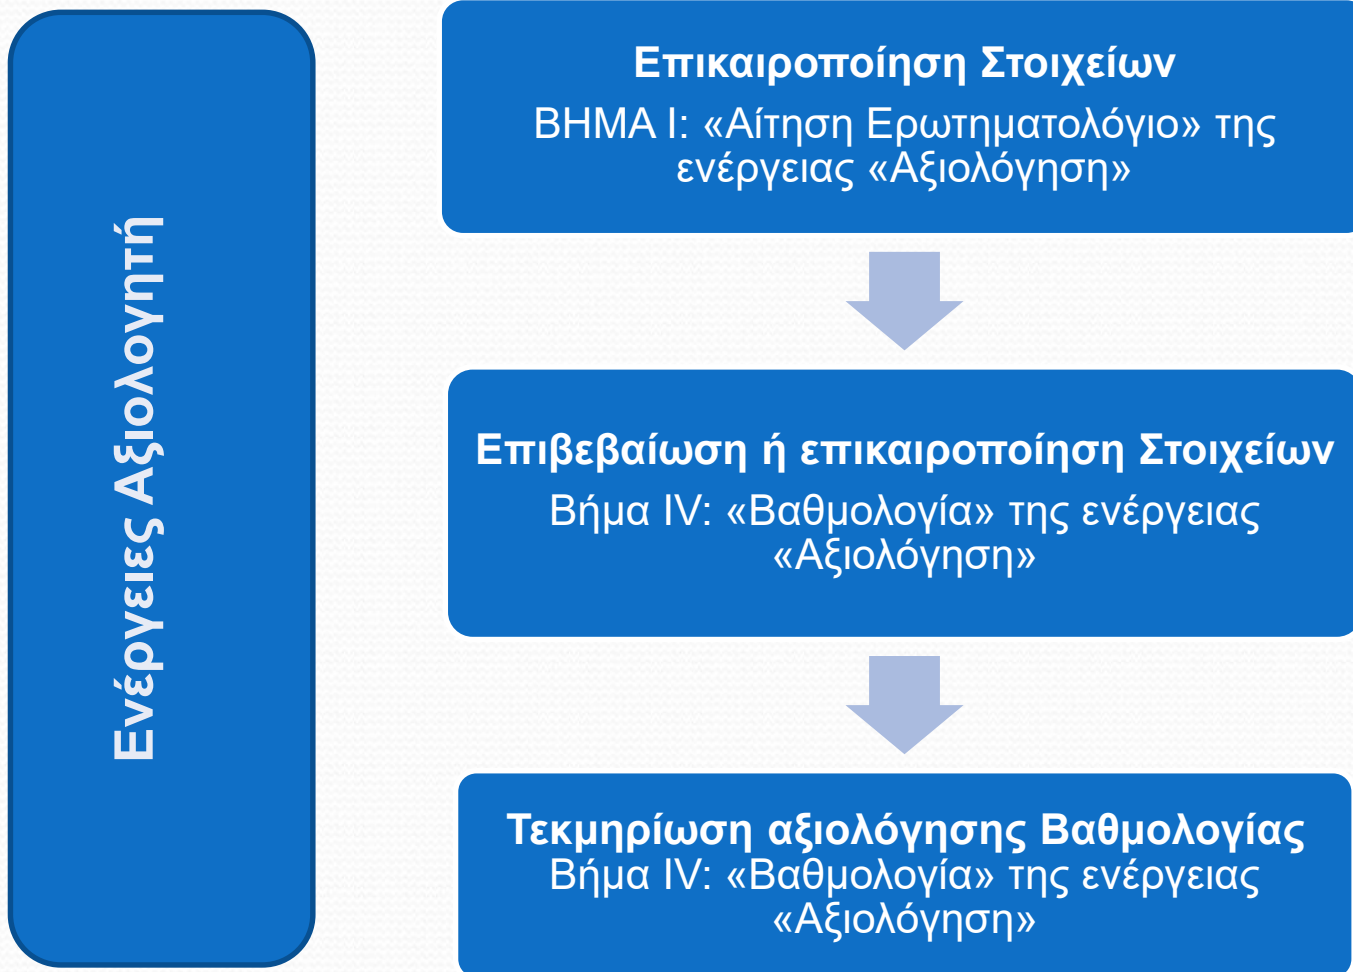 Ενέργειες Αξιολογητή
Επικαιροποίηση Στοιχείων
ΒΗΜΑ Ι: «Αίτηση Ερωτηματολόγιο» της
ενέργειας «Αξιολόγηση»
Επιβεβαίωση ή επικαιροποίηση Στοιχείων
Βήμα IV: «Βαθμολογία» της ενέργειας
«Αξιολόγηση»
Τεκμηρίωση αξιολόγησης Βαθμολογίας
Βήμα IV: «Βαθμολογία» της ενέργειας
«Αξιολόγηση»